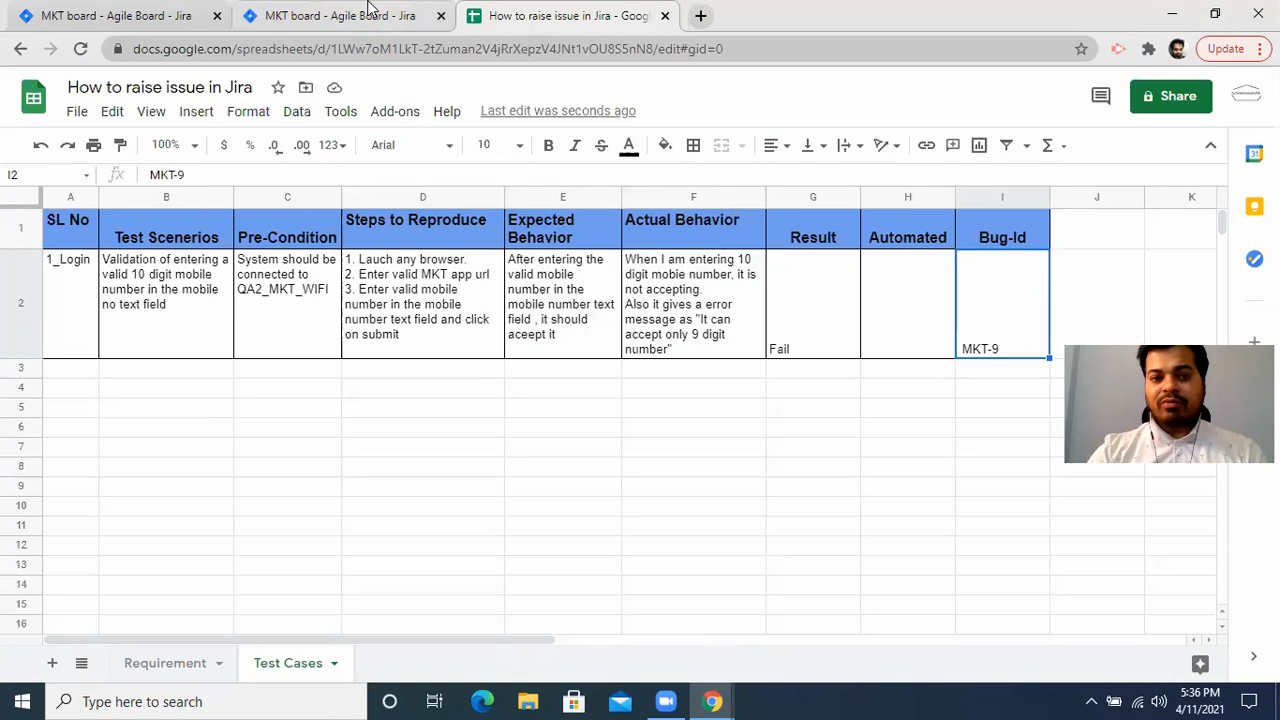 MKT board - Agile Board - Jira
MKT board - Agile Board - Jira
How to raise issue in Jira - Goog
docs.google.com/spreadsheets/d/1LWw7oM1LkT-2tZuman2V4jRrXepzV4JNt1vOU8S5nN8/edit#gid=0
Update
How to raise issue in Jira
File Edit View Insert Format Data Tools Add-ons Help Last edit was seconds ago
Share
100% $ % .0 .00 123 Arial 10 B I S A
I2 fx MKT-9
A B C D E F G H I J K
1
SL No
Test Scenerios
Pre-Condition
Steps to Reproduce
Expected
Behavior
Actual Behavior
Result
Automated
Bug-Id
2
1_Login
Validation of entering a
valid 10 digit mobile
number in the mobile
no text field
System should be
connected to
QA2_MKT_WIFI
1. Lauch any browser.
2. Enter valid MKT app url
3. Enter valid mobile
number in the mobile
number text field and click
on submit
After entering the
valid mobile
number in the
mobile number text
field , it should
aceept it
When I am entering 10
digit mobie number, it is
not accepting.
Also it gives a error
message as "It can
accept only 9 digit
number"
Fail
MKT-9
3
4
5
6
7
8
9
10
11
12
13
14
15
16
31
Requirement
Test Cases
Type here to search
5:36 PM
4/11/2021